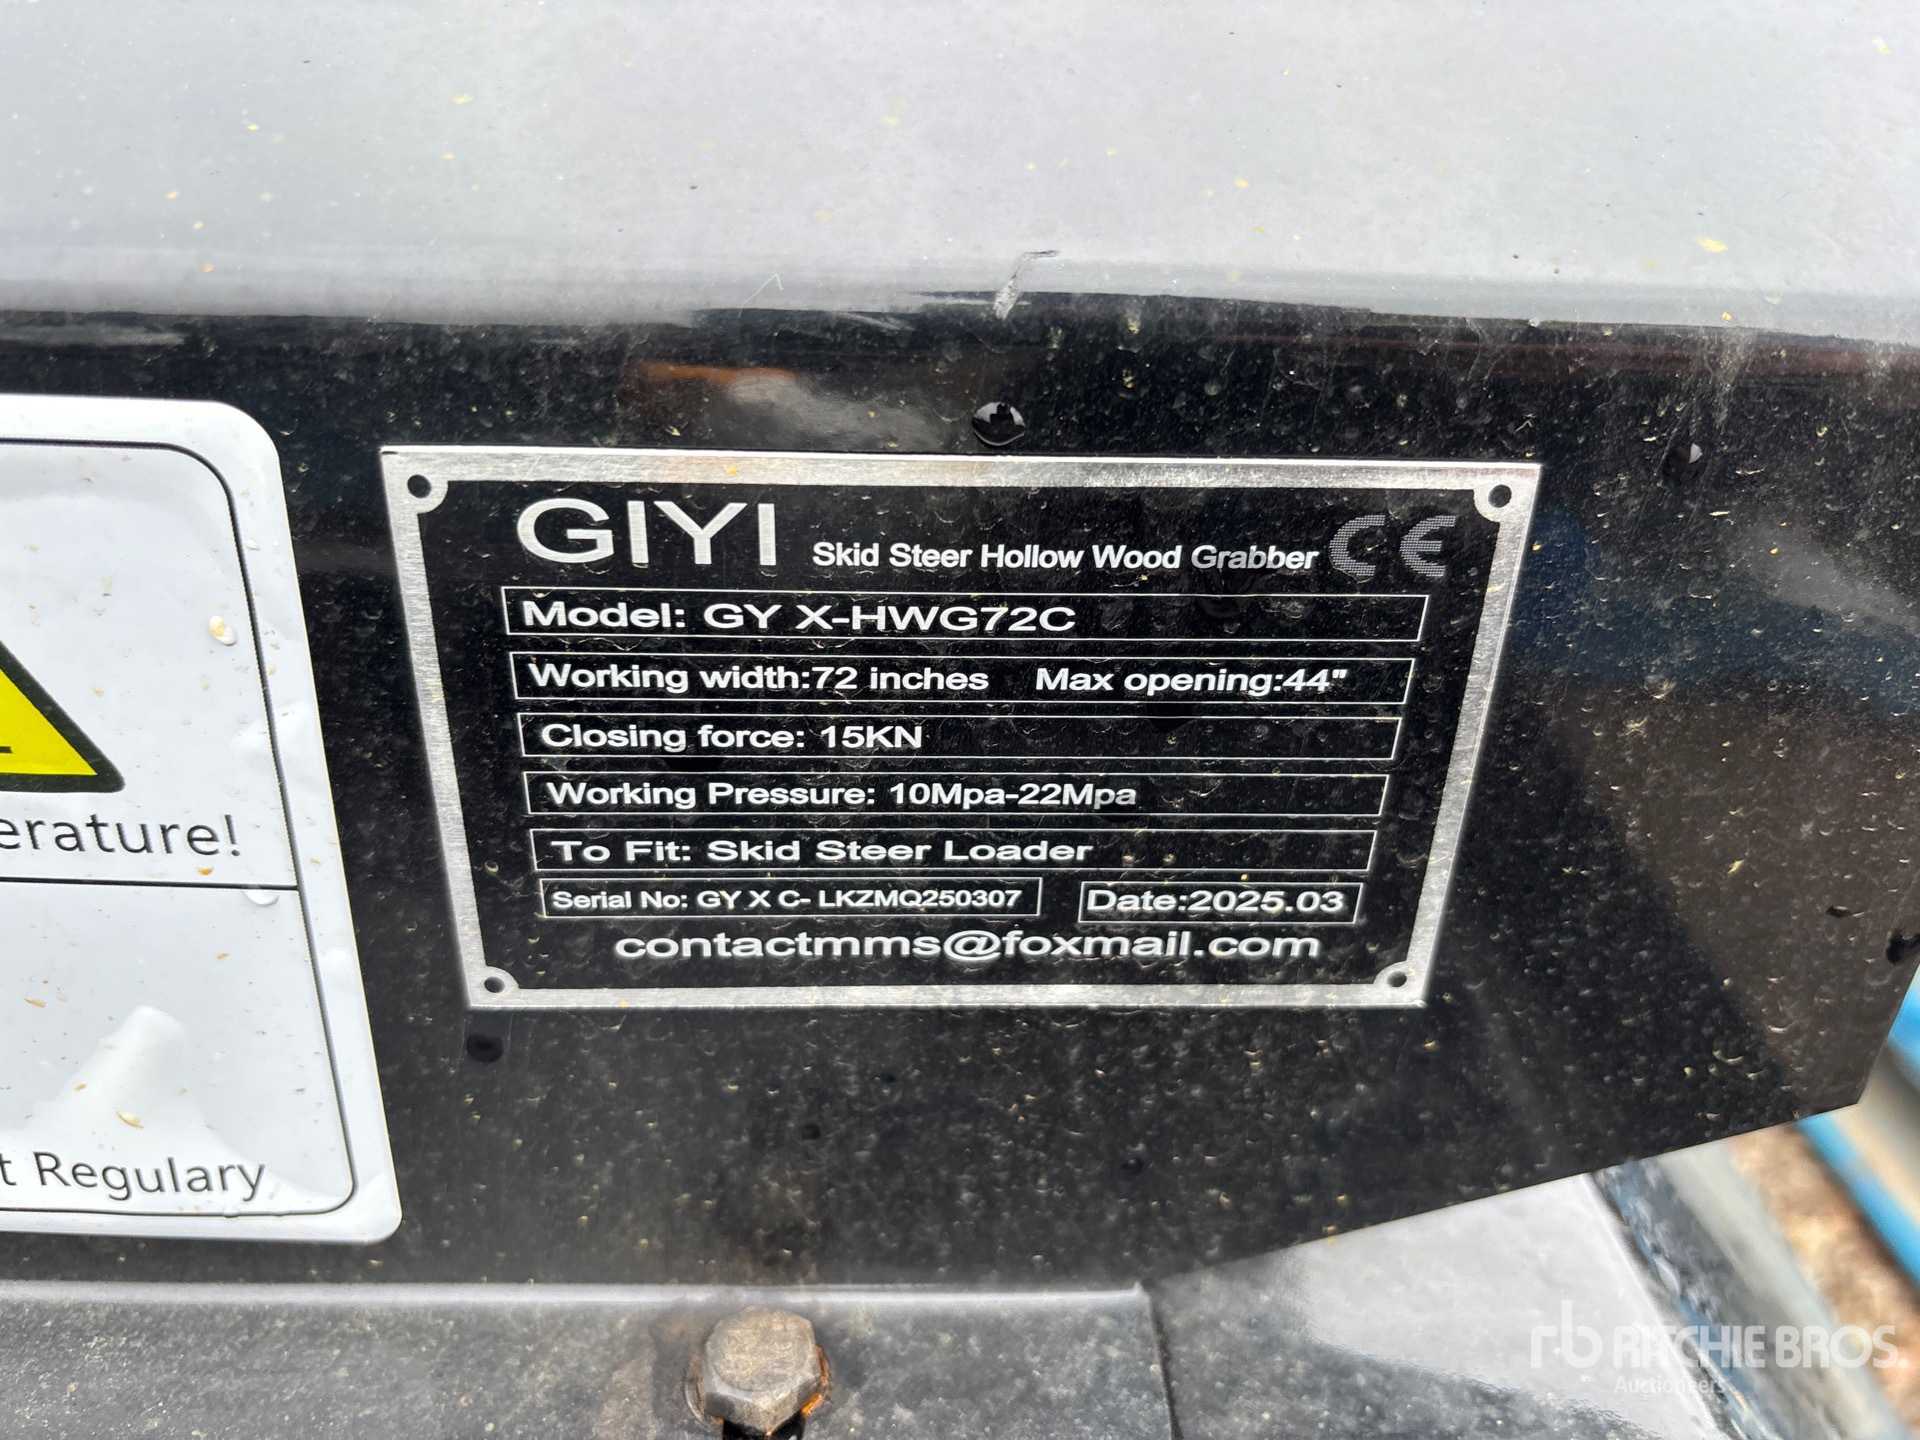 GIYI Skid Steer Hollow Wood Grabber CE
Model: GY X-HWG72C
Working width:72 inches Max opening:44"
Closing force: 15KN
Working Pressure: 10Mpa-22Mpa
To Fit: Skid Steer Loader
Serial No: GY X C- LKZMQ250307 Date:2025.03
contactmms@foxmail.com
erature!
t Regulary
rb RITCHIE BROS.
Auctioneers